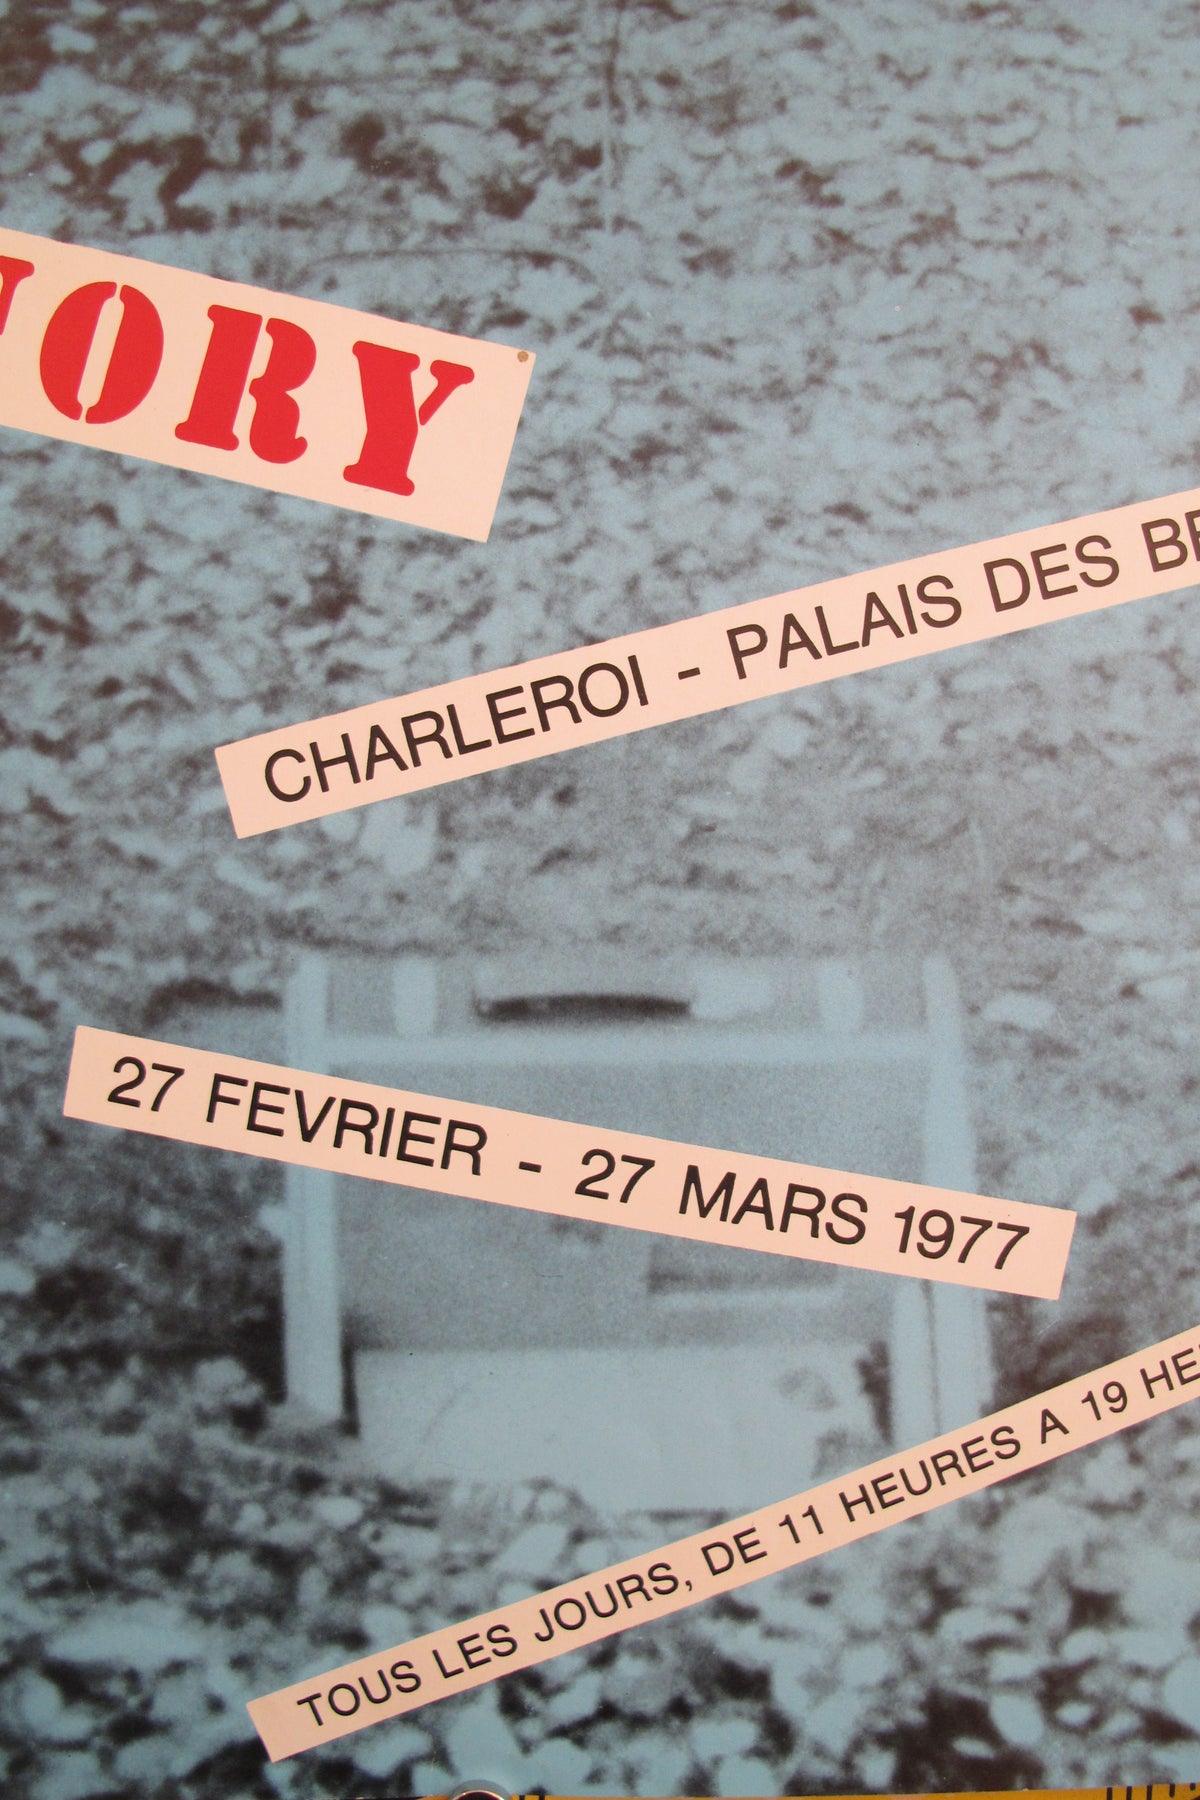 ORY
CHARLEROI - PALAIS DES
27 FEVRIER - 27 MARS 1977
TOUS LES JOURS, DE 11 HEURES A 19